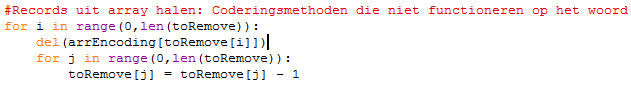 #Records uit array halen: Coderingsmethoden die niet functioneren op het woord
for i in range(0,len(toRemove)):
    del(arrEncoding[toRemove[i]])
    for j in range(0,len(toRemove)):
        toRemove[j] = toRemove[j] - 1